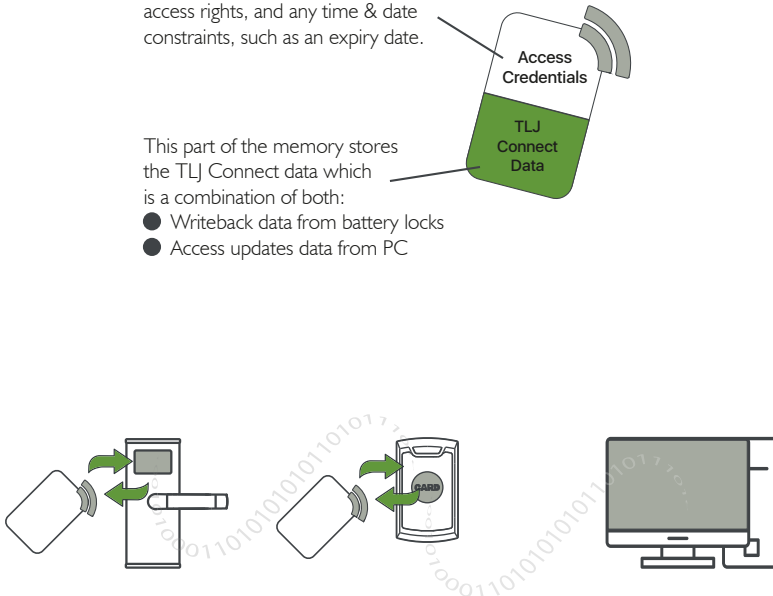 access rights, and any time & date
constraints, such as an expiry date.
Access
Credentials
TLJ
Connect
Data
This part of the memory stores
the TLJ Connect data which
is a combination of both:
● Writeback data from battery locks
● Access updates data from PC
CARD